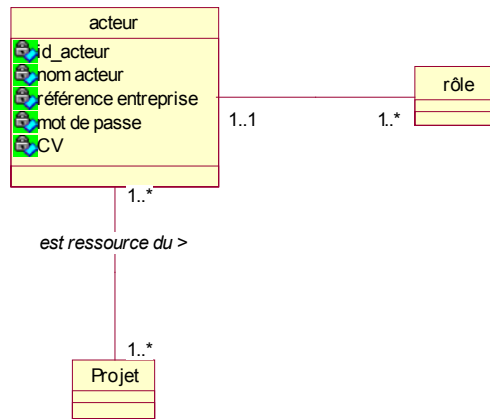 acteur
id_acteur
nom acteur
référence entreprise
mot de passe
CV
rôle
1..1
1..*
1..*
est ressource du >
1..*
Projet